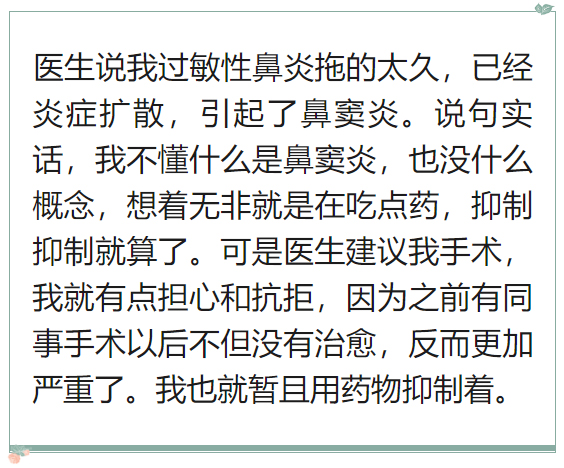 医生说我过敏性鼻炎拖的太久，已经
炎症扩散，引起了鼻窦炎。说句实
话，我不懂什么是鼻窦炎，也没什么
概念，想着无非就是在吃点药，抑制
抑制就算了。可是医生建议我手术，
我就有点担心和抗拒，因为之前有同
事手术以后不但没有治愈，反而更加
严重了。我也就暂且用药物抑制着。